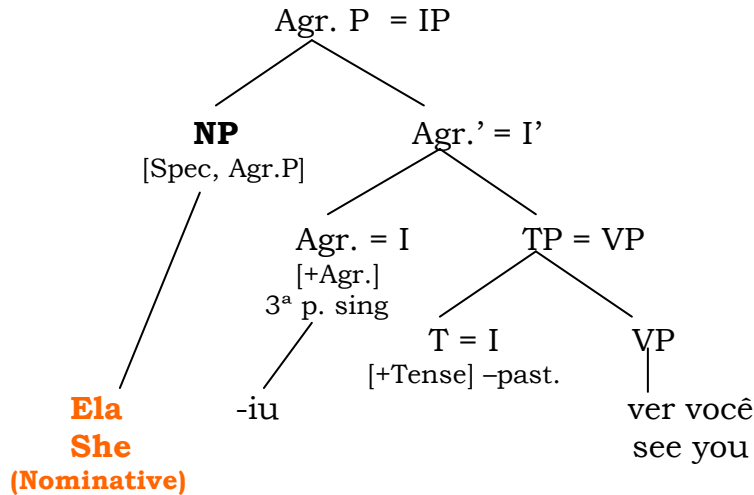 Agr. P = IP
NP
Agr.’ = I’
[Spec, Agr.P]
Agr. = I
TP = VP
[+Agr.]
3ª p. sing
T = I
VP
[+Tense] –past.
Ela
-iu
ver você
She
see you
(Nominative)